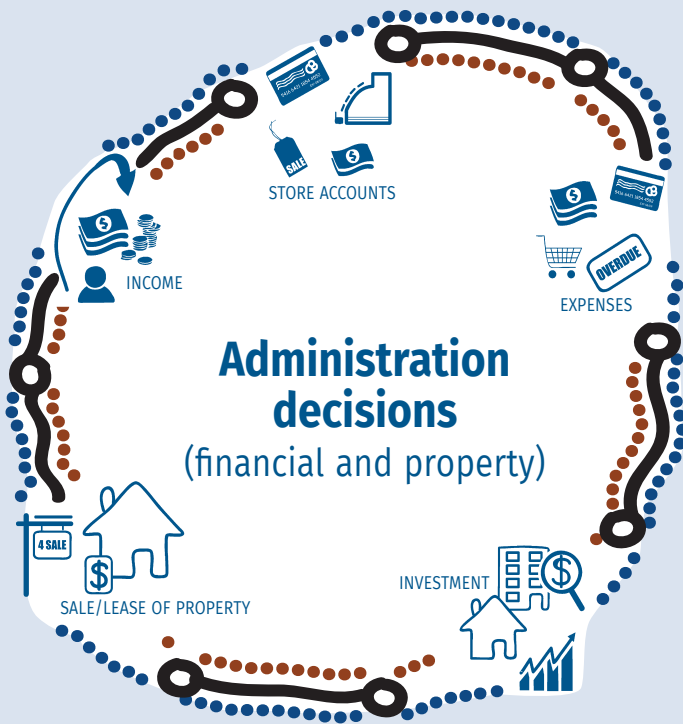 SALE
STORE ACCOUNTS
INCOME
OVERDUE
EXPENSES
Administration
decisions
(financial and property)
4 SALE
$
SALE/LEASE OF PROPERTY
INVESTMENT
$